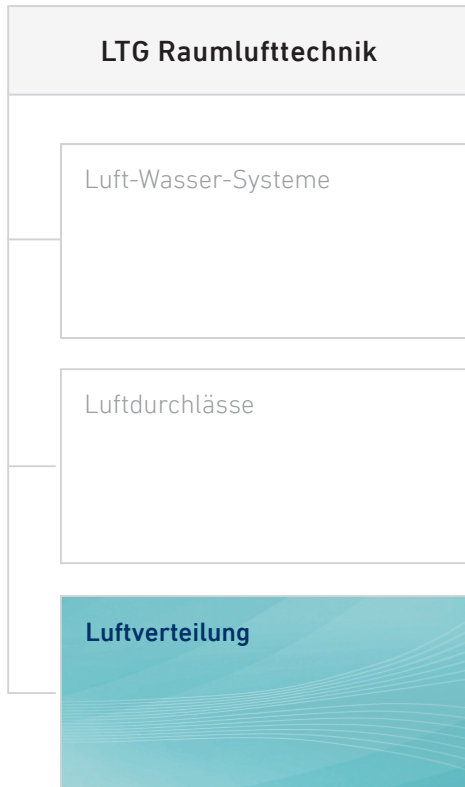 LTG Raumlufttechnik
Luft-Wasser-Systeme
Luftdurchlässe
Luftverteilung